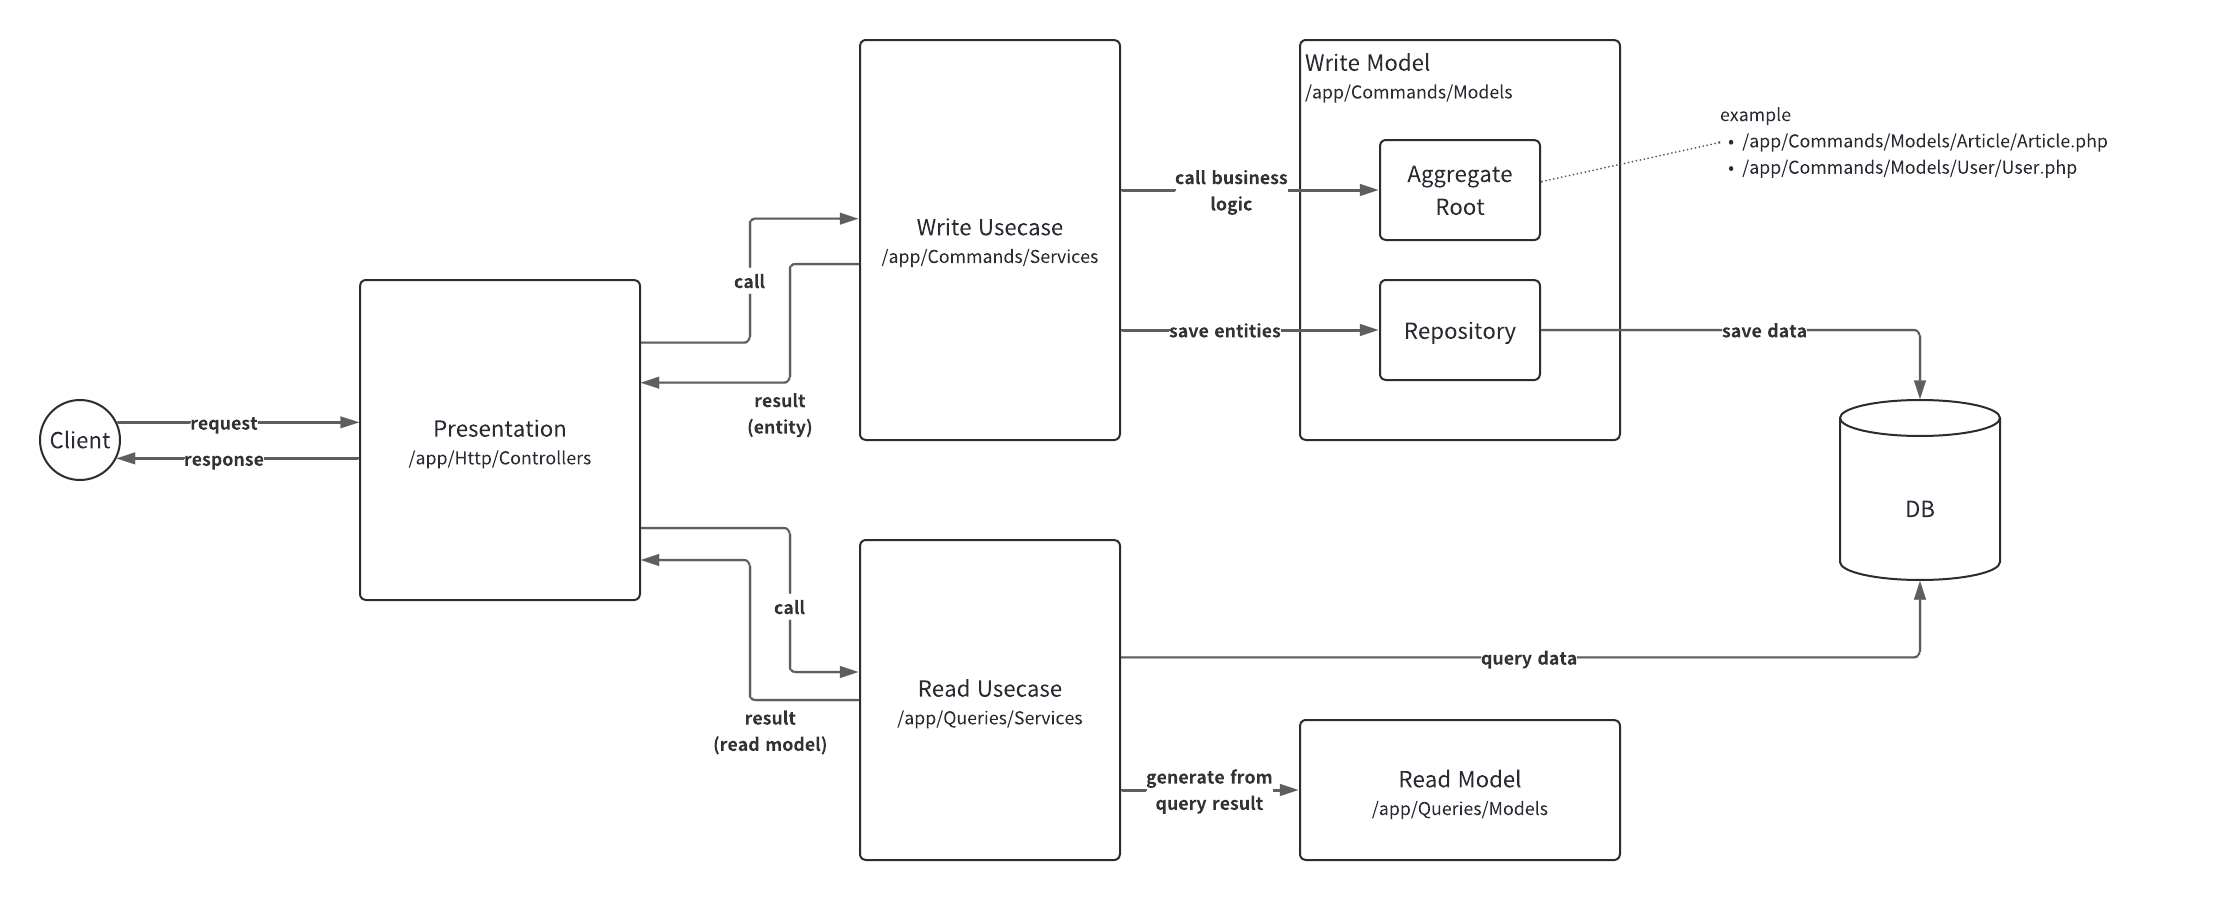 Client
request
response
Presentation
/app/Http/Controllers
call
result
(entity)
call
result
(read model)
Write Usecase
/app/Commands/Services
call business
logic
save entities
Write Model
/app/Commands/Models
Aggregate
Root
Repository
example
• /app/Commands/Models/Article/Article.php
• /app/Commands/Models/User/User.php
save data
DB
Read Usecase
/app/Queries/Services
query data
generate from
query result
Read Model
/app/Queries/Models